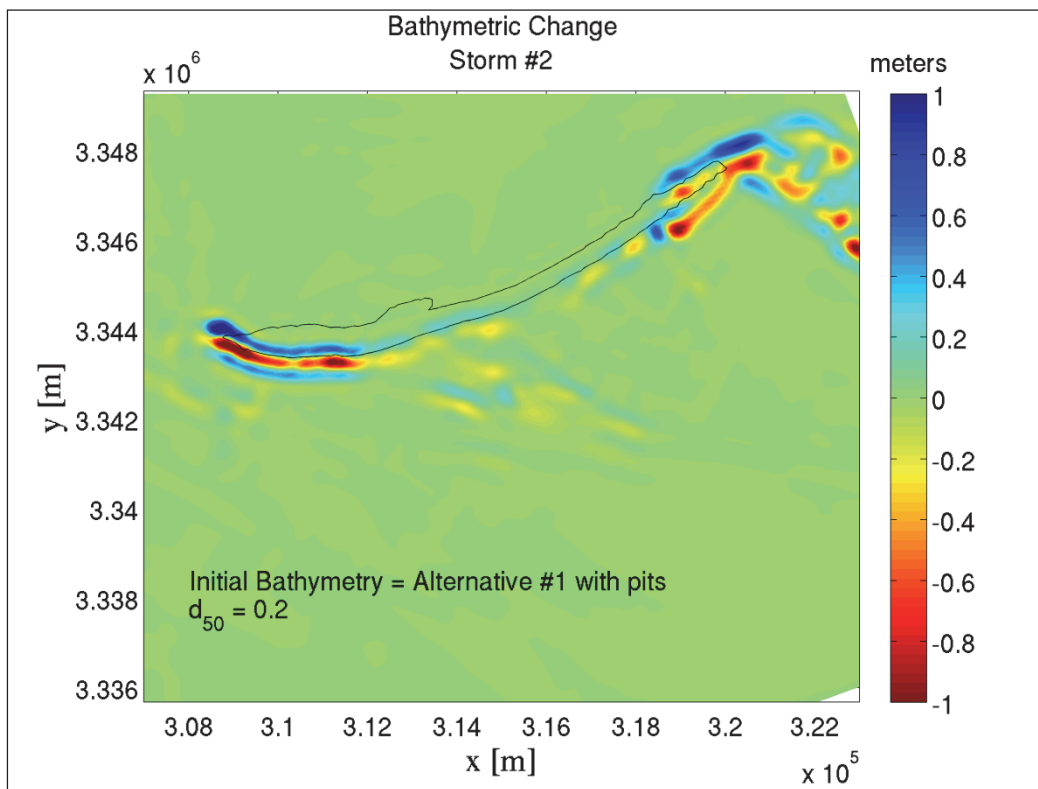 Bathymetric Change
Storm #2
x 10^6
meters
3.348
3.346
3.344
3.342
3.34
3.338
3.336
y [m]
1
0.8
0.6
0.4
0.2
0
-0.2
-0.4
-0.6
-0.8
-1
Initial Bathymetry = Alternative #1 with pits
d_50 = 0.2
3.08 3.1 3.12 3.14 3.16 3.18 3.2 3.22
x [m]
x 10^5